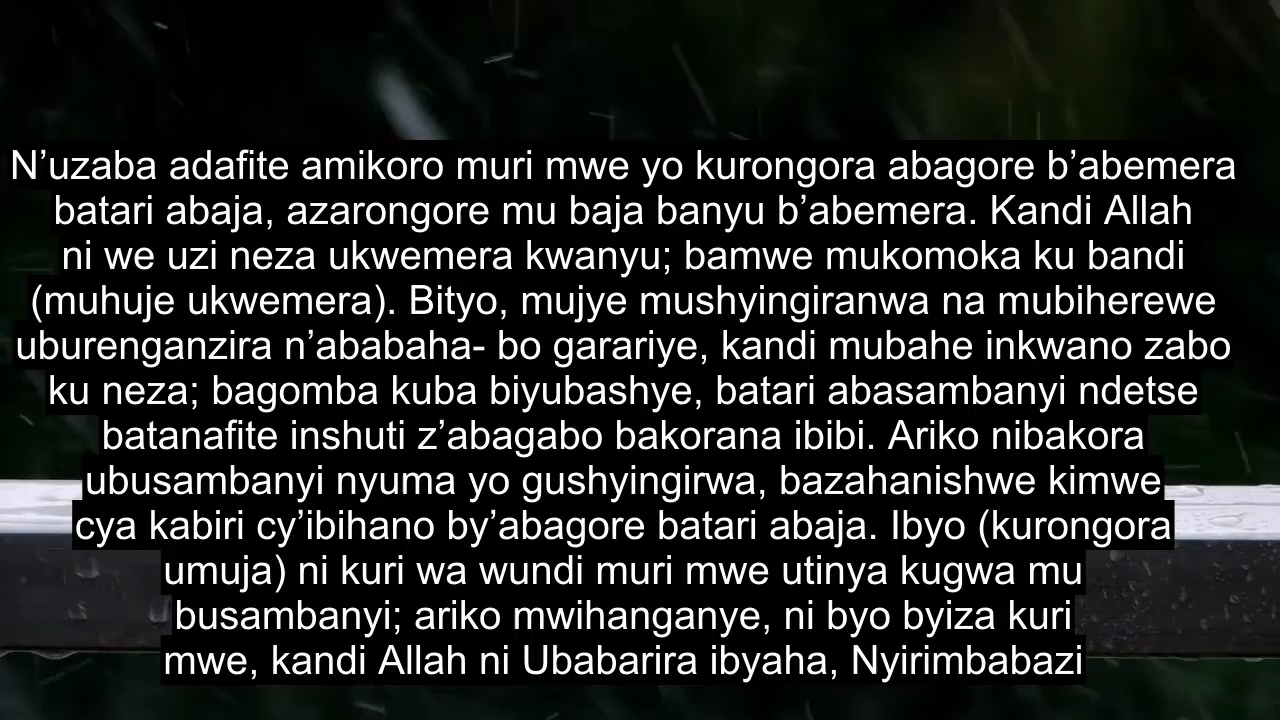 N’uzaba adafite amikoro muri mwe yo kurongora abagore b’abemera
batari abaja, azarongore mu baja banyu b’abemera. Kandi Allah
ni we uzi neza ukwemera kwanyu; bamwe mukomoka ku bandi
(muhuje ukwemera). Bityo, mujye mushyingiranwa na mubiherewe
uburenganzira n’ababaha- bo garariye, kandi mubahe inkwano zabo
ku neza; bagomba kuba biyubashye, batari abasambanyi ndetse
batanafite inshuti z’abagabo bakorana ibibi. Ariko nibakora
ubusambanyi nyuma yo gushyingirwa, bazahanishwe kimwe
cya kabiri cy’ibihano by’abagore batari abaja. Ibyo (kurongora
umuja) ni kuri wa wundi muri mwe utinya kugwa mu
busambanyi; ariko mwihanganye, ni byo byiza kuri
mwe, kandi Allah ni Ubabarira ibyaha, Nyirimbabazi